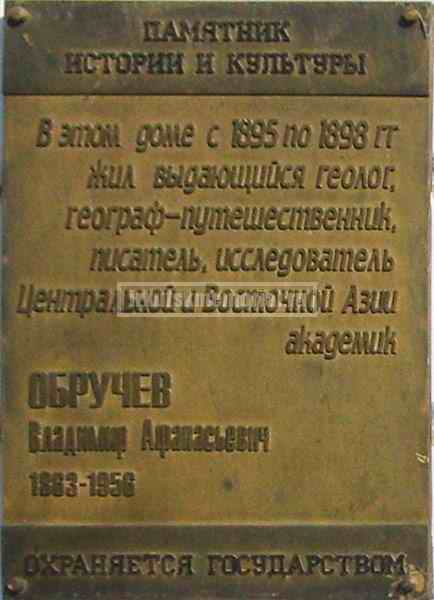 ПАМЯТНИК
ИСТОРИИ И КУЛЬТУРЫ
В этом доме с 1895 по 1898 гг
жил выдающийся геолог,
географ-путешественник,
писатель, исследователь
Центральной и Восточной Азии
академик
ОБРУЧЕВ
Владимир Афанасьевич
1863-1956
ОХРАНЯЕТСЯ ГОСУДАРСТВОМ